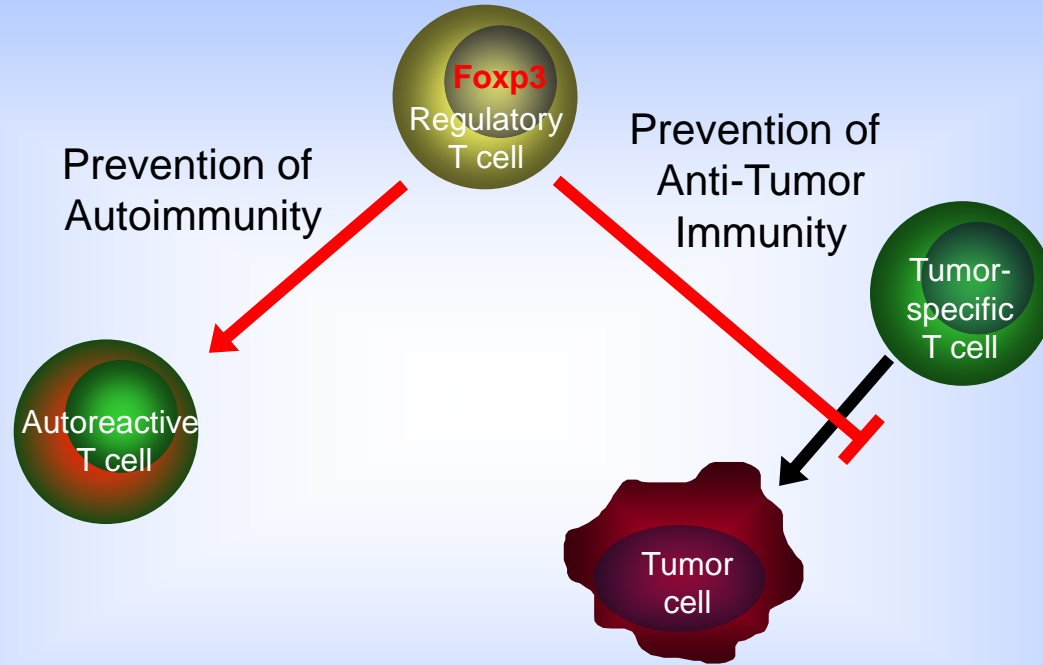 Foxp3
Regulatory
T cell
Prevention of
Autoimmunity
Prevention of
Anti-Tumor
Immunity
Tumor-
specific
T cell
Autoreactive
T cell
Tumor
cell